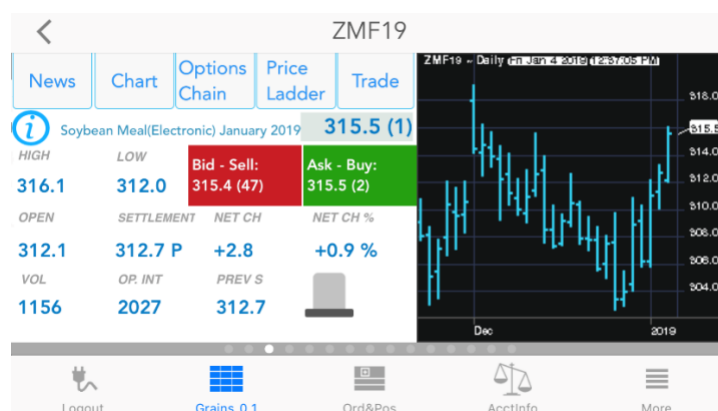 ZMF19
News
Chart
Options
Chain
Price
Ladder
Trade
Soybean Meal(Electronic) January 2019
315.5 (1)
HIGH
LOW
316.1
312.0
Bid - Sell:
315.4 (47)
Ask - Buy:
315.5 (2)
OPEN
SETTLEMENT
NET CH
NET CH %
312.1
312.7 P
+2.8
+0.9 %
VOL
OP. INT
PREV S
1156
2027
312.7
ZMF19 - Daily (Fri Jan 4 2019) (12:37:05 PM)
318.0
315.5
314.0
312.0
310.0
308.0
306.0
304.0
Dec
2019
Logout
Grains 0.1
Ord&Pos
AcctInfo
More